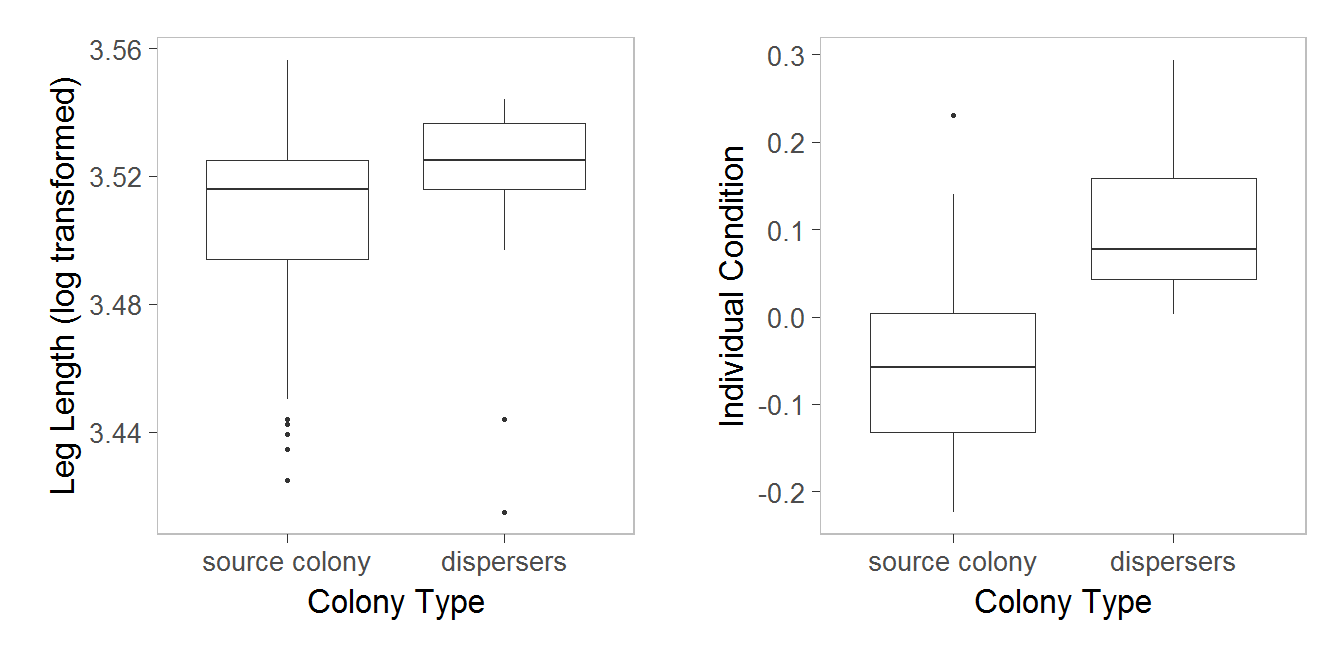 Leg Length (log transformed)
3.56
3.52
3.48
3.44
source colony
dispersers
Colony Type
Individual Condition
0.3
0.2
0.1
0.0
-0.1
-0.2
source colony
dispersers
Colony Type